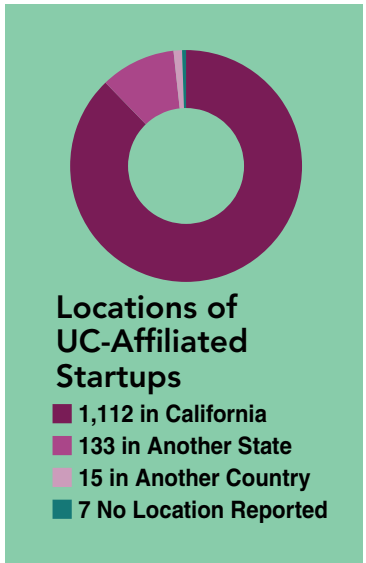 Locations of
UC-Affiliated
Startups
1,112 in California
133 in Another State
15 in Another Country
7 No Location Reported